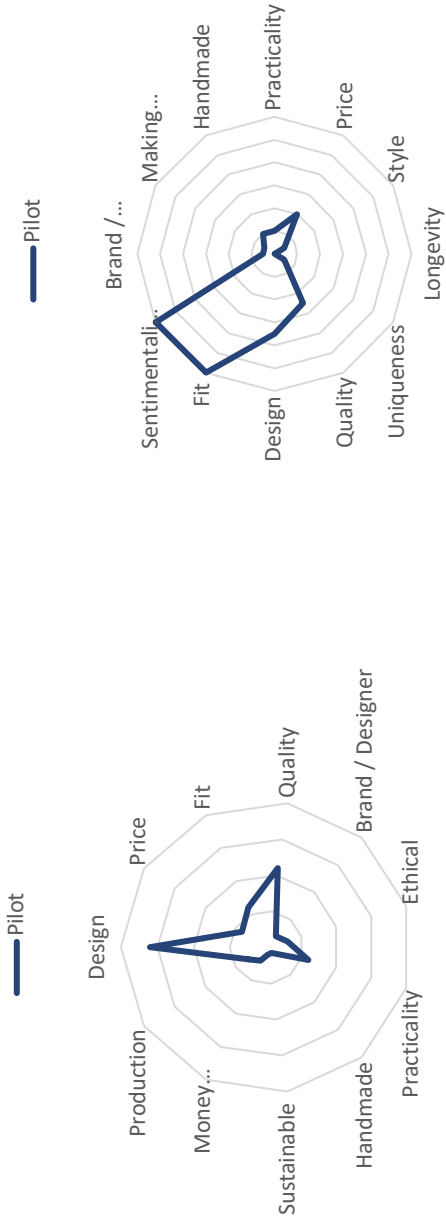 Pilot
Design
Price
Fit
Quality
Brand / Designer
Ethical
Practicality
Handmade
Sustainable
Money...
Production
Pilot
Brand /...
Making...
Handmade
Practicality
Price
Style
Longevity
Uniqueness
Quality
Design
Fit
Sentimentali...